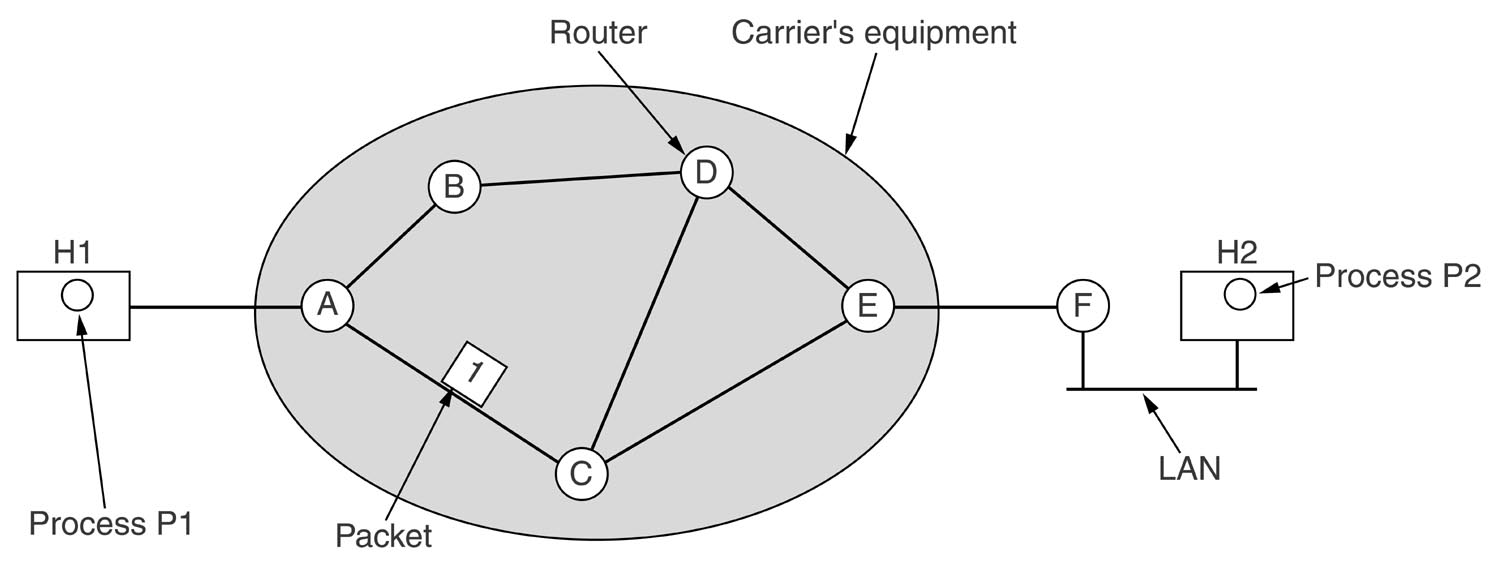 Router
Carrier's equipment
B
D
H1
H2
A
E
F
Process P2
1
C
LAN
Process P1
Packet